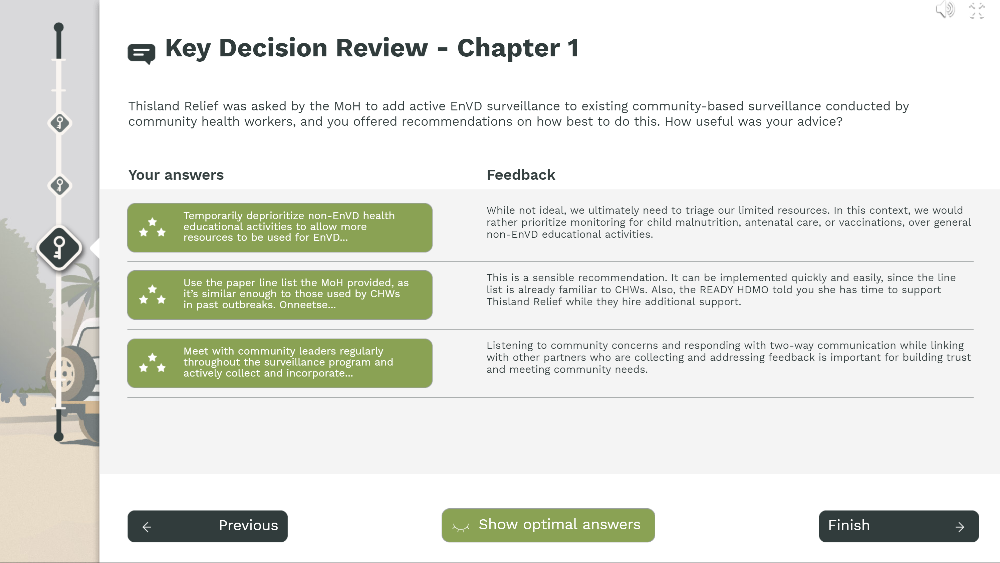 Key Decision Review - Chapter 1
Thisland Relief was asked by the MoH to add active EnVD surveillance to existing community-based surveillance conducted by
community health workers, and you offered recommendations on how best to do this. How useful was your advice?
Your answers
Feedback
Temporarily deprioritize non-EnVD health
educational activities to allow more
resources to be used for EnVD...
While not ideal, we ultimately need to triage our limited resources. In this context, we would
rather prioritize monitoring for child malnutrition, antenatal care, or vaccinations, over general
non-EnVD educational activities.
Use the paper line list the MoH provided, as
it’s similar enough to those used by CHWs
in past outbreaks. Onneetse...
This is a sensible recommendation. It can be implemented quickly and easily, since the line
list is already familiar to CHWs. Also, the READY HDMO told you she has time to support
Thisland Relief while they hire additional support.
Meet with community leaders regularly
throughout the surveillance program and
actively collect and incorporate...
Listening to community concerns and responding with two-way communication while linking
with other partners who are collecting and addressing feedback is important for building trust
and meeting community needs.
Previous
Show optimal answers
Finish